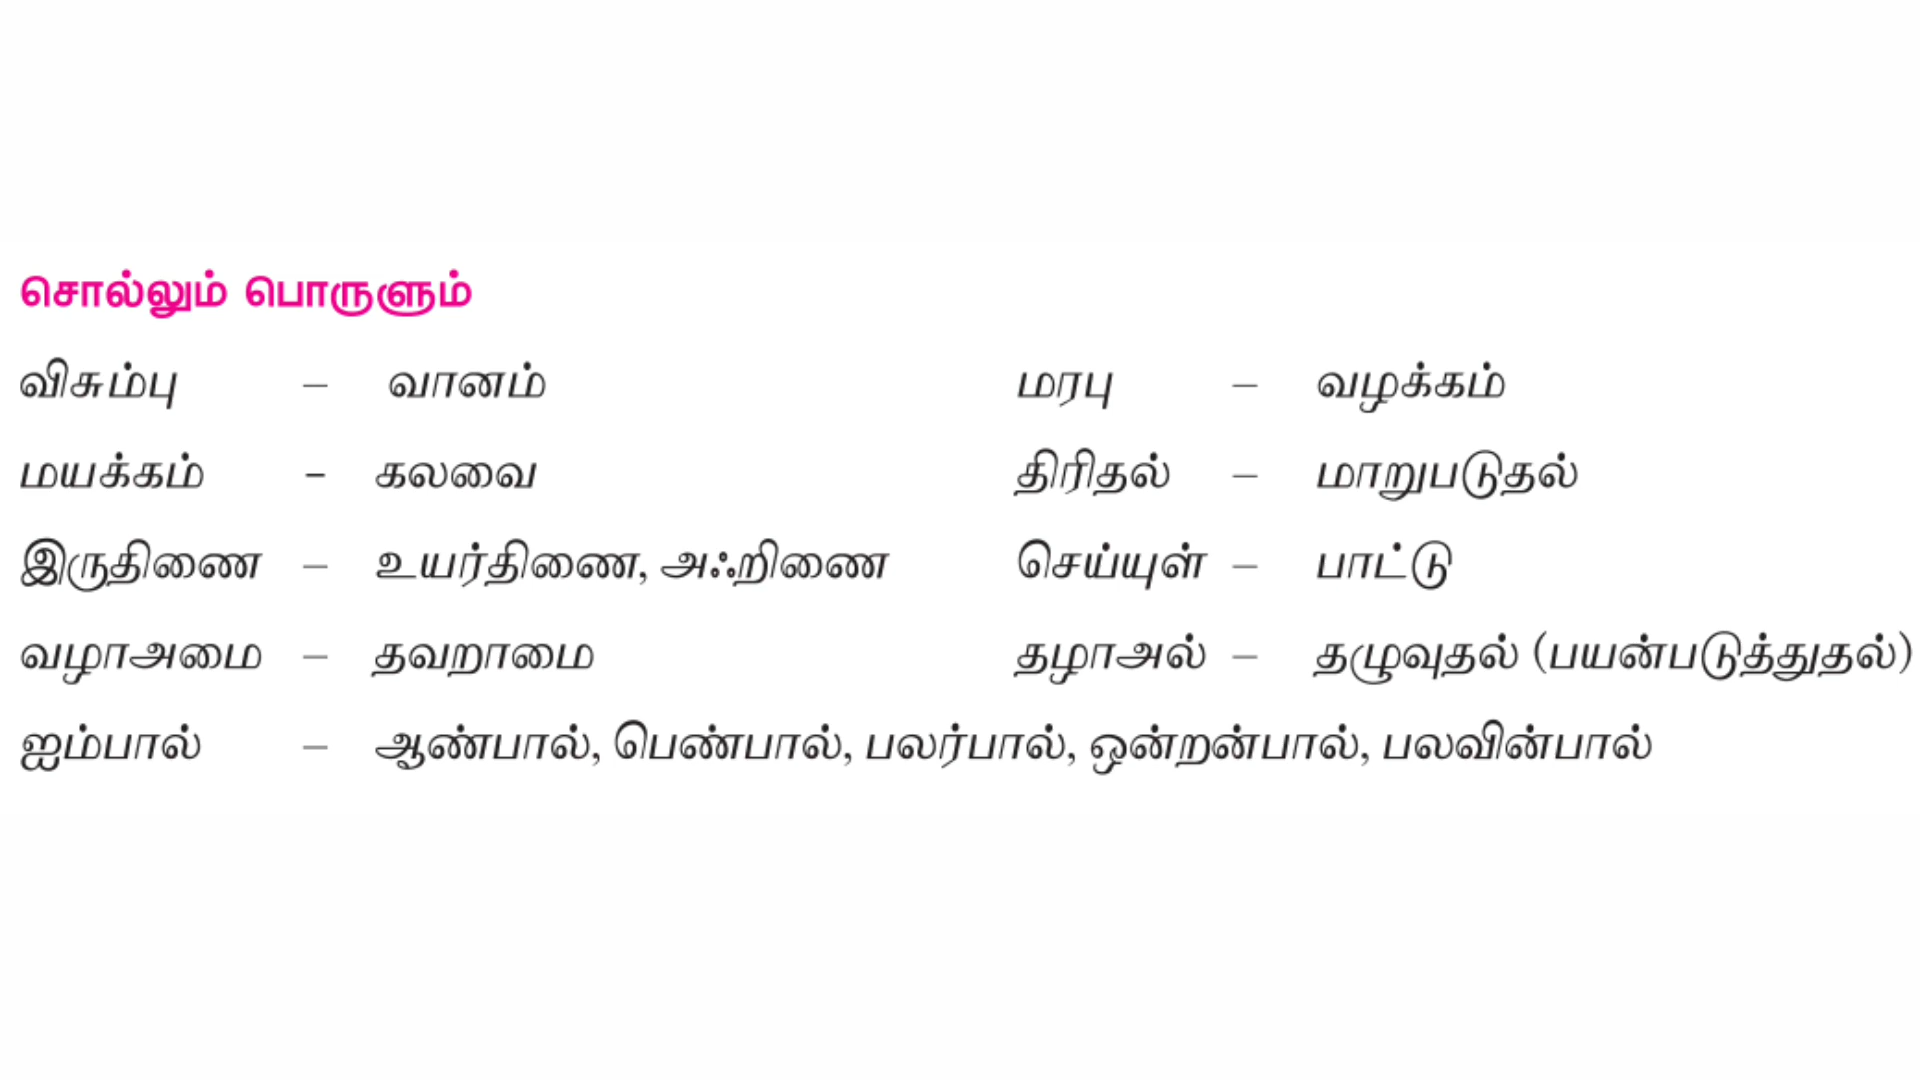 சொல்லும் பொருளும்
விசும்பு – வானம் மரபு – வழக்கம்
மயக்கம் - கலவை திரிதல் – மாறுபடுதல்
இருதிணை – உயர்திணை, அஃறிணை செய்யுள் – பாட்டு
வழாஅமை – தவறாமை தழாஅல் – தழுவுதல் (பயன்படுத்துதல்)
ஐம்பால் – ஆண்பால், பெண்பால், பலர்பால், ஒன்றன்பால், பலவின்பால்